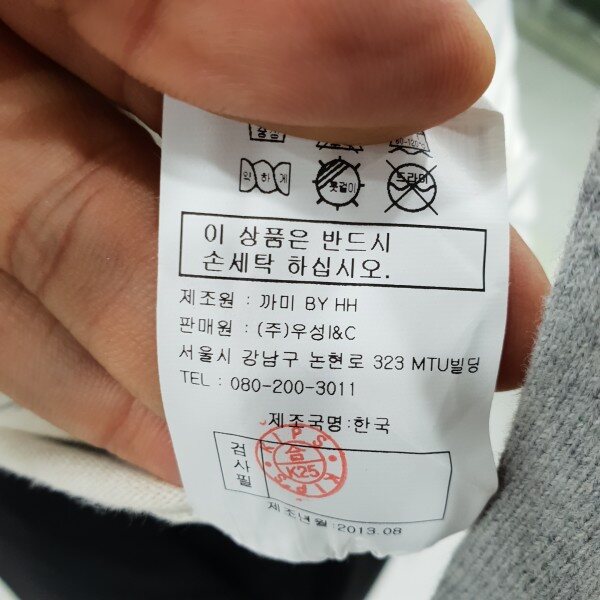 약하게 옷걸이 드라이
이 상품은 반드시
손세탁 하십시오.
제조원 : 까미 BY HH
판매원 : (주)우성I&C
서울시 강남구 논현로 323 MTU빌딩
TEL : 080-200-3011
제조국명:한국
검사필
K25
제조년월:2013.08